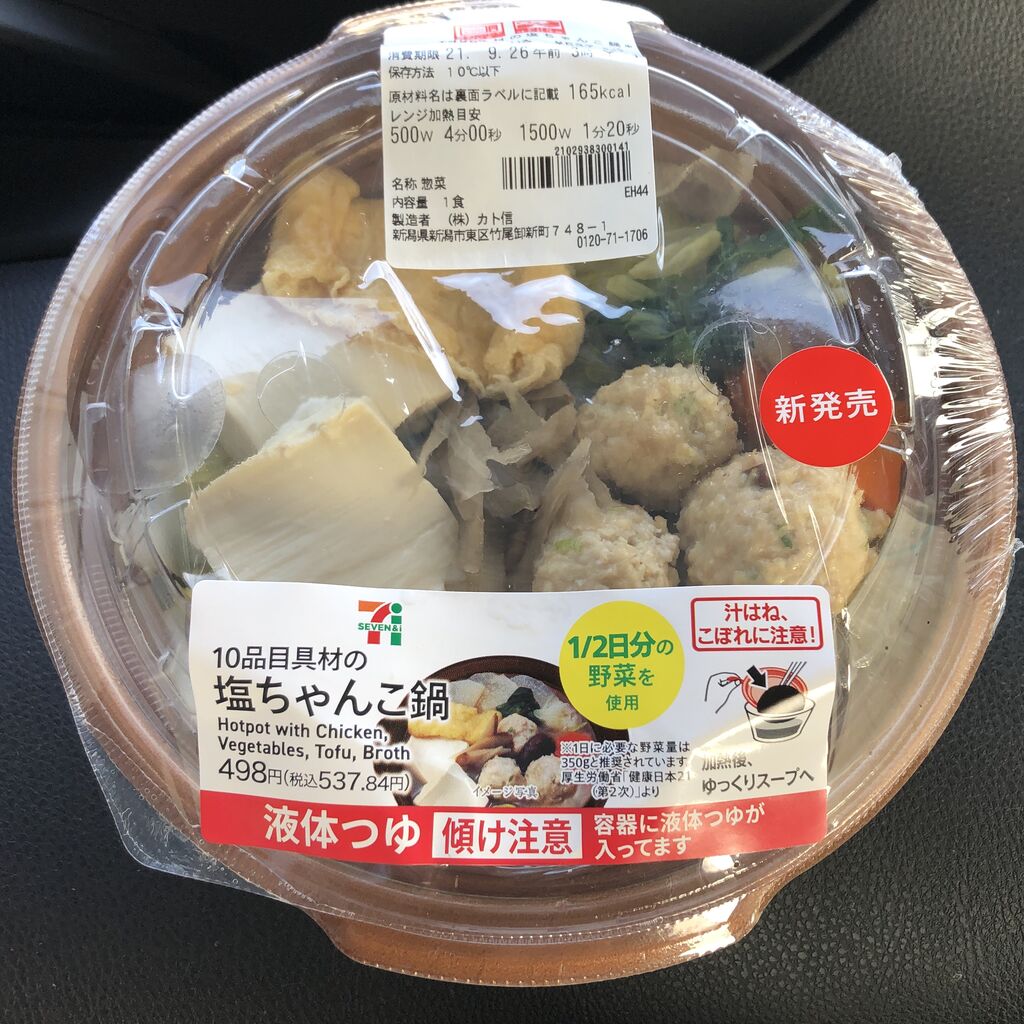 消費期限 21. 9. 26 午前
保存方法 10℃以下
原材料名は裏面ラベルに記載 165kcal
レンジ加熱目安
500W 4分00秒 1500W 1分20秒
2102938300141
名称 惣菜
EH44
内容量 1食
製造者 (株)カト信
新潟県新潟市東区竹尾卸新町748-1
0120-71-1706
新発売
SEVEN&i
10品目具材の
塩ちゃんこ鍋
Hotpot with Chicken,
Vegetables, Tofu, Broth
498円(税込537.84円)
イメージ写真
1/2日分の
野菜を
使用
※1日に必要な野菜量は
350gと推奨されています
厚生労働省「健康日本21
(第2次)」より
汁はね、
こぼれに注意!
加熱後、
ゆっくりスープへ
液体つゆ 傾け注意 容器に液体つゆが
入ってます